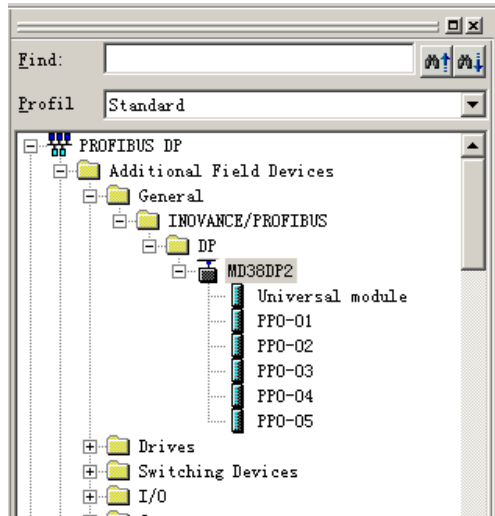 Find:
Profil Standard
PROFIBUS DP
Additional Field Devices
General
INOVANCE/PROFIBUS
DP
MD38DP2
Universal module
PPO-01
PPO-02
PPO-03
PPO-04
PPO-05
Drives
Switching Devices
I/O